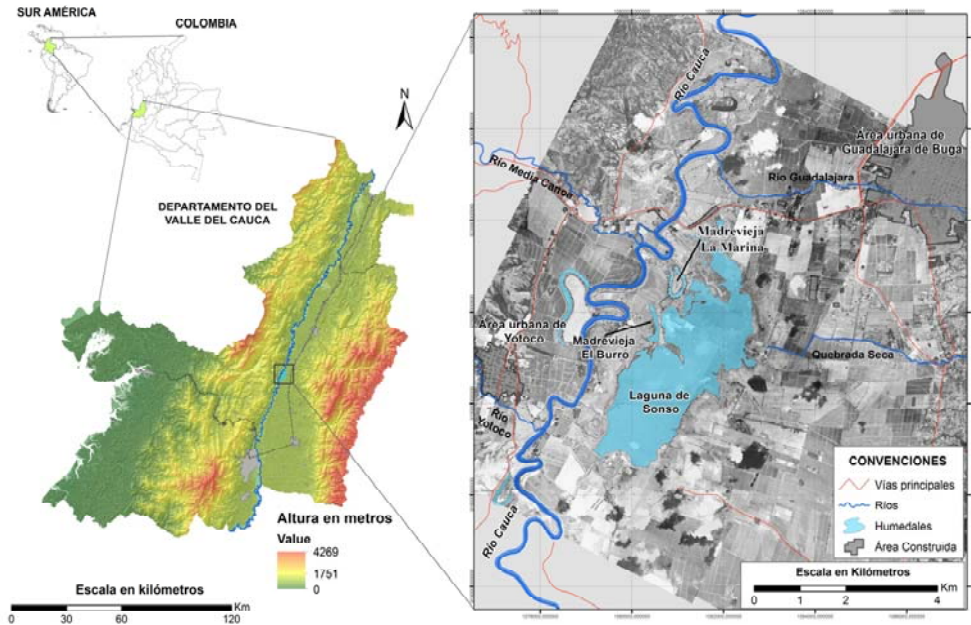 SUR AMÉRICA
COLOMBIA
N
DEPARTAMENTO DEL
VALLE DEL CAUCA
Altura en metros
Value
4269
1751
0
Escala en kilómetros
Km
0 30 60 120
Río Cauca
Área urbana de
Guadalajara de Buga
Río Media Canoa
Río Guadalajara
Madrevieja
La Marina
Área urbana de
Yotoco
Madrevieja
El Burro
Quebrada Seca
Laguna de
Sonso
Río
Yotoco
Río Cauca
CONVENCIONES
Vías principales
Ríos
Humedales
Área Construida
Escala en Kilómetros
Km
0 1 2 4